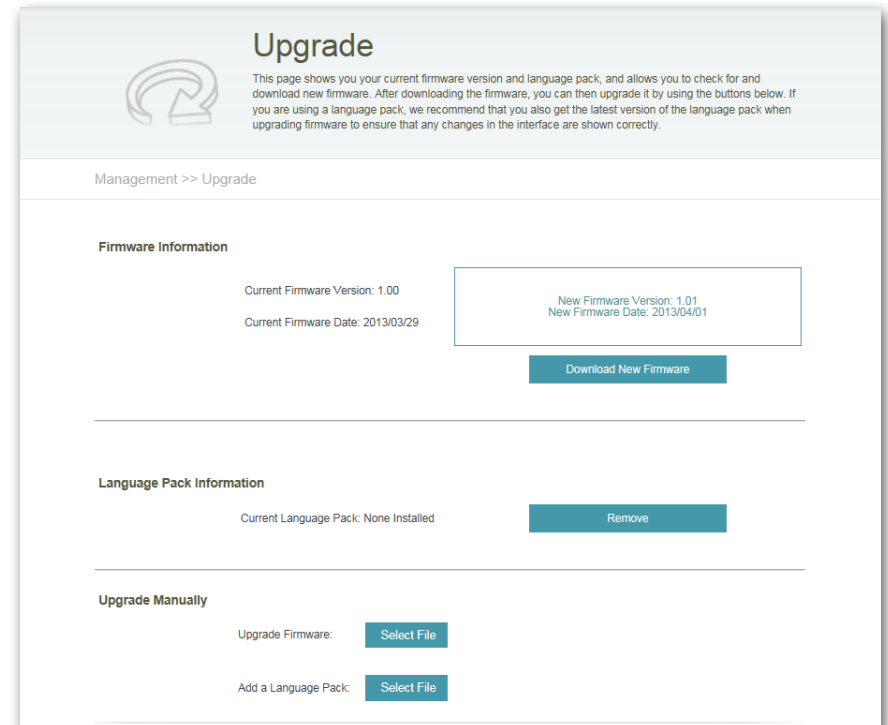 Upgrade
This page shows you your current firmware version and language pack, and allows you to check for and
download new firmware. After downloading the firmware, you can then upgrade it by using the buttons below. If
you are using a language pack, we recommend that you also get the latest version of the language pack when
upgrading firmware to ensure that any changes in the interface are shown correctly.
Management >> Upgrade
Firmware Information
Current Firmware Version: 1.00
Current Firmware Date: 2013/03/29
New Firmware Version: 1.01
New Firmware Date: 2013/04/01
Download New Firmware
Language Pack Information
Current Language Pack: None Installed
Remove
Upgrade Manually
Upgrade Firmware:
Select File
Add a Language Pack:
Select File